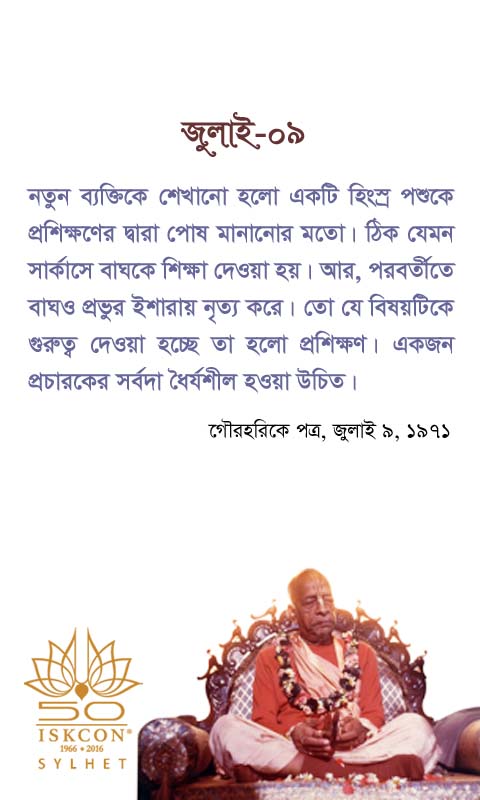 জুলাই-০৯
নতুন ব্যক্তিকে শেখানো হলো একটি হিংস্র পশুকে
প্রশিক্ষণের দ্বারা পোষ মানানোর মতো। ঠিক যেমন
সার্কাসে বাঘকে শিক্ষা দেওয়া হয়। আর, পরবর্তীতে
বাঘও প্রভুর ইশারায় নৃত্য করে। তো যে বিষয়টিকে
গুরুত্ব দেওয়া হচ্ছে তা হলো প্রশিক্ষণ। একজন
প্রচারকের সর্বদা ধৈর্যশীল হওয়া উচিত।
গৌরহরিকে পত্র, জুলাই ৯, ১৯৭১
50
ISKCON®
1966 • 2016
SYLHET